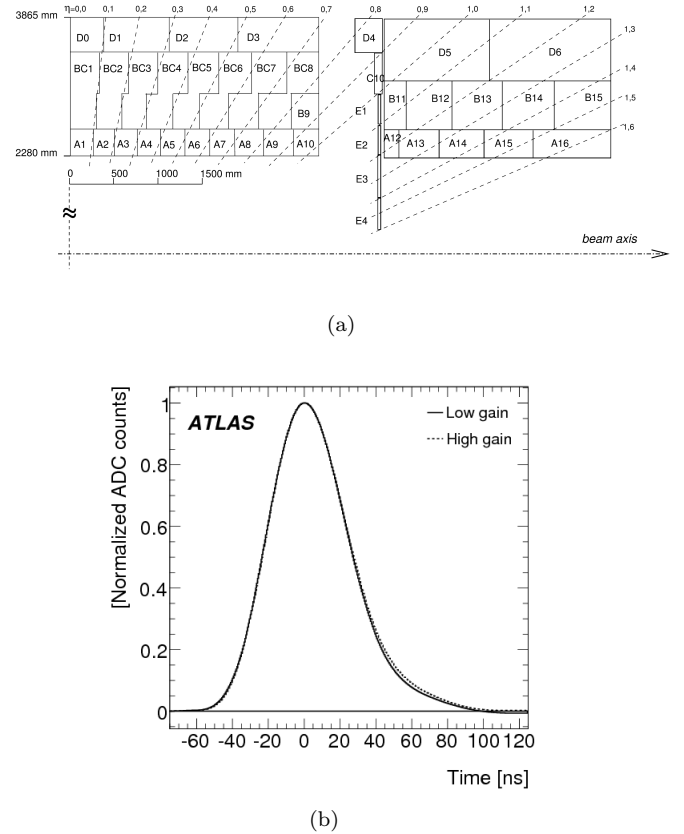 3865 mm η=0,0 0,1 0,2 0,3 0,4 0,5 0,6 0,7 0,8 0,9 1,0 1,1 1,2
D0 D1 D2 D3 D4 D5 D6 1,3
BC1 BC2 BC3 BC4 BC5 BC6 BC7 BC8 C10 1,4
B9 E1 B11 B12 B13 B14 B15 1,5
1,6
2280 mm A1 A2 A3 A4 A5 A6 A7 A8 A9 A10 E2 A12 A13 A14 A15 A16
0 500 1000 1500 mm
E3
E4
≈
beam axis
(a)
[Normalized ADC counts]
ATLAS
Low gain
High gain
1
0.8
0.6
0.4
0.2
0
-60 -40 -20 0 20 40 60 80 100 120
Time [ns]
(b)